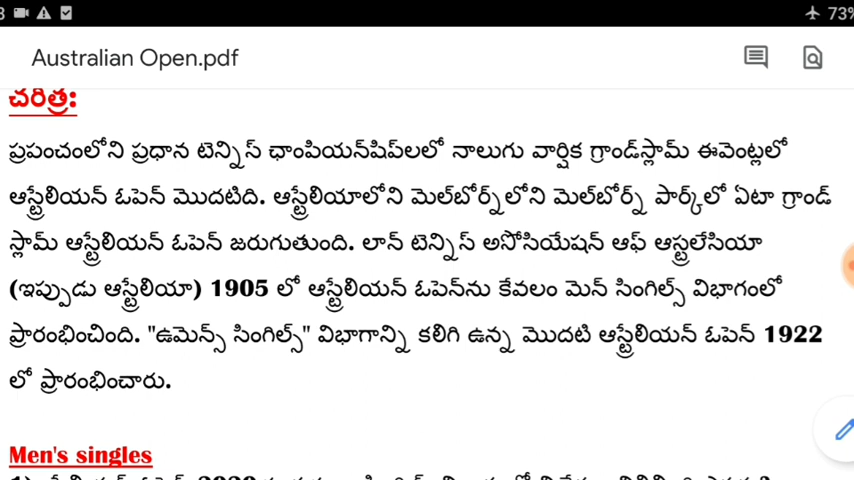 73%
Australian Open.pdf
చరిత్ర:
ప్రపంచంలోని ప్రధాన టెన్నిస్ ఛాంపియన్‌షిప్‌లలో నాలుగు వార్షిక గ్రాండ్‌స్లామ్ ఈవెంట్లలో
ఆస్ట్రేలియన్ ఓపెన్ మొదటిది. ఆస్ట్రేలియాలోని మెల్‌బోర్న్‌లోని మెల్‌బోర్న్ పార్క్‌లో ఏటా గ్రాండ్
స్లామ్ ఆస్ట్రేలియన్ ఓపెన్ జరుగుతుంది. లాన్ టెన్నిస్ అసోసియేషన్ ఆఫ్ ఆస్ట్రలేసియా
(ఇప్పుడు ఆస్ట్రేలియా) 1905 లో ఆస్ట్రేలియన్ ఓపెన్‌ను కేవలం మెన్ సింగిల్స్ విభాగంలో
ప్రారంభించింది. "ఉమెన్స్ సింగిల్స్" విభాగాన్ని కలిగి ఉన్న మొదటి ఆస్ట్రేలియన్ ఓపెన్ 1922
లో ప్రారంభించారు.
Men's singles